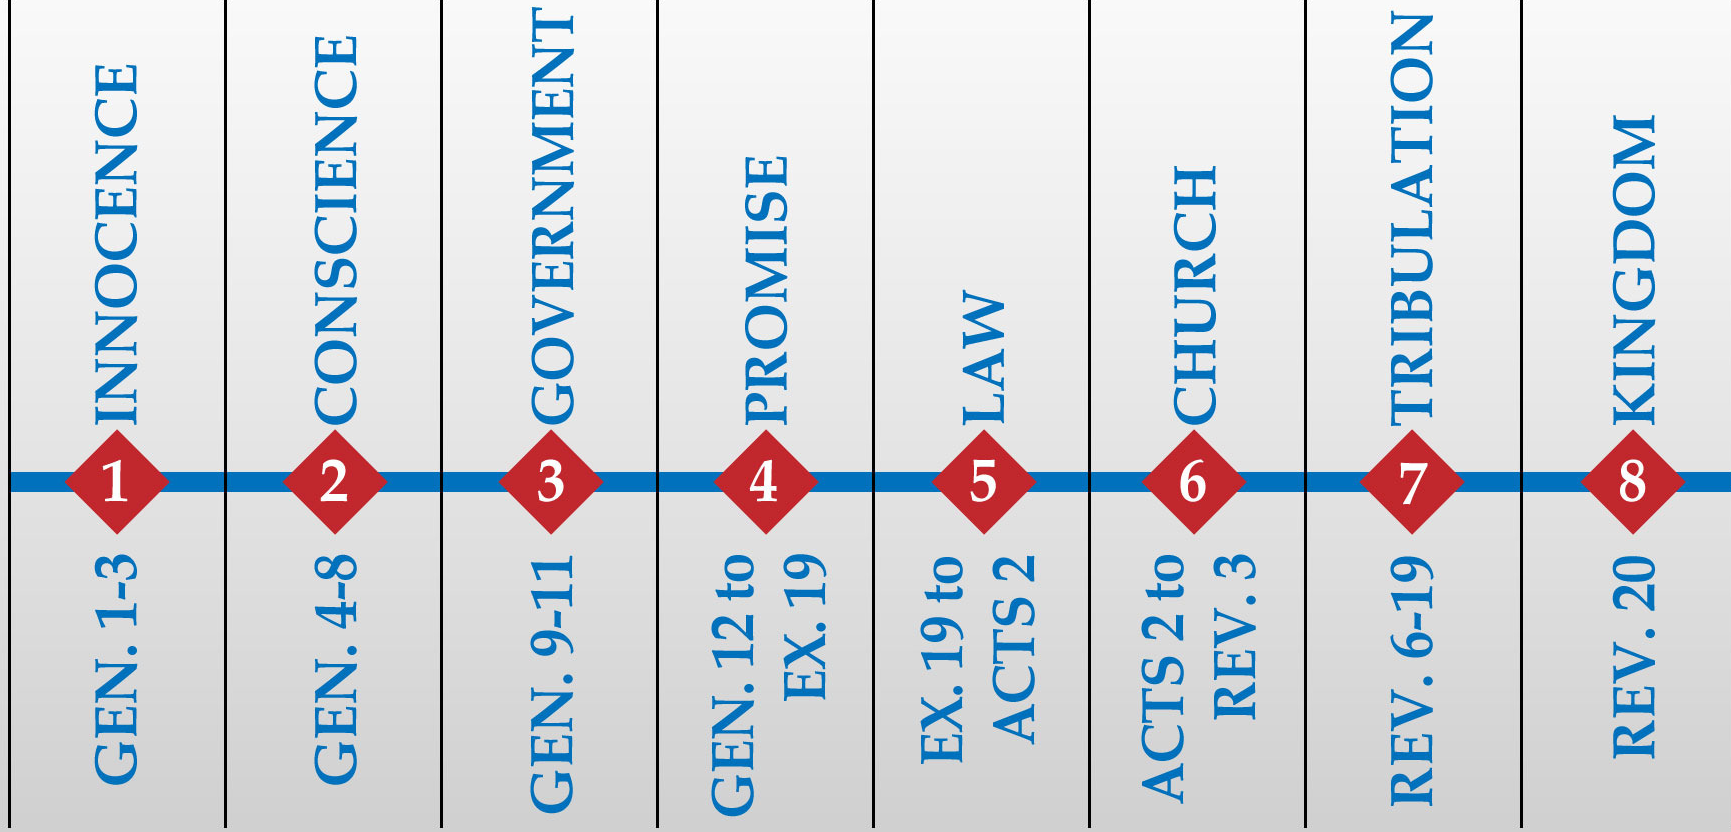 INNOCENCE
1
GEN. 1-3
CONSCIENCE
2
GEN. 4-8
GOVERNMENT
3
GEN. 9-11
PROMISE
4
GEN. 12 to
EX. 19
LAW
5
EX. 19 to
ACTS 2
CHURCH
6
ACTS 2 to
REV. 3
TRIBULATION
7
REV. 6-19
KINGDOM
8
REV. 20